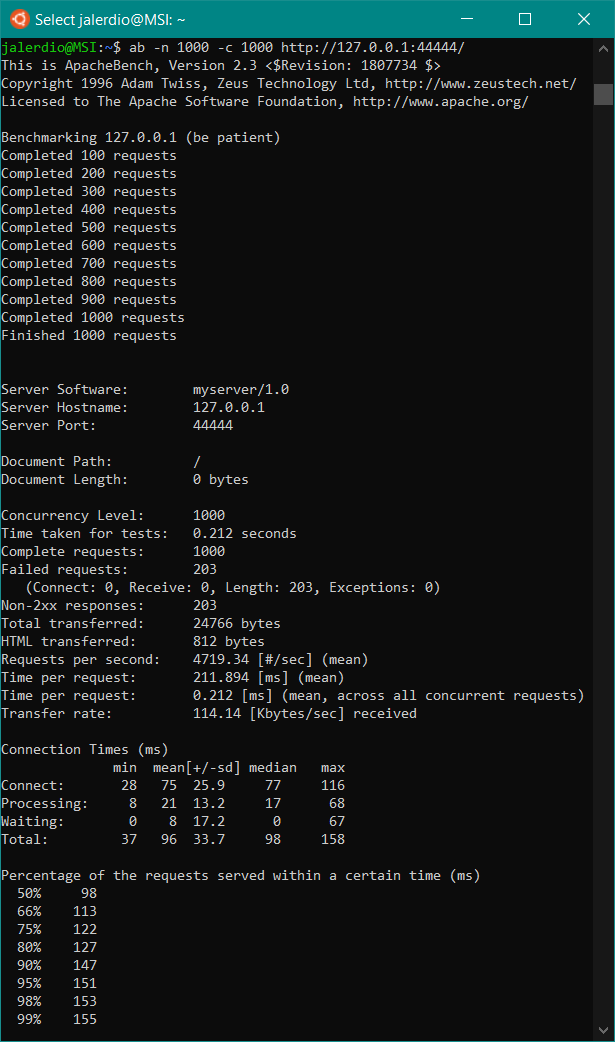 Select jalerdio@MSI: ~
jalerdio@MSI:~$ ab -n 1000 -c 1000 http://127.0.0.1:44444/
This is ApacheBench, Version 2.3 <$Revision: 1807734 $>
Copyright 1996 Adam Twiss, Zeus Technology Ltd, http://www.zeustech.net/
Licensed to The Apache Software Foundation, http://www.apache.org/

Benchmarking 127.0.0.1 (be patient)
Completed 100 requests
Completed 200 requests
Completed 300 requests
Completed 400 requests
Completed 500 requests
Completed 600 requests
Completed 700 requests
Completed 800 requests
Completed 900 requests
Completed 1000 requests
Finished 1000 requests


Server Software:        myserver/1.0
Server Hostname:        127.0.0.1
Server Port:            44444

Document Path:          /
Document Length:        0 bytes

Concurrency Level:      1000
Time taken for tests:   0.212 seconds
Complete requests:      1000
Failed requests:        203
   (Connect: 0, Receive: 0, Length: 203, Exceptions: 0)
Non-2xx responses:      203
Total transferred:      24766 bytes
HTML transferred:       812 bytes
Requests per second:    4719.34 [#/sec] (mean)
Time per request:       211.894 [ms] (mean)
Time per request:       0.212 [ms] (mean, across all concurrent requests)
Transfer rate:          114.14 [Kbytes/sec] received

Connection Times (ms)
              min  mean[+/-sd] median   max
Connect:       28   75  25.9     77     116
Processing:     8   21  13.2     17      68
Waiting:        0    8  17.2      0      67
Total:         37   96  33.7     98     158

Percentage of the requests served within a certain time (ms)
  50%     98
  66%    113
  75%    122
  80%    127
  90%    147
  95%    151
  98%    153
  99%    155